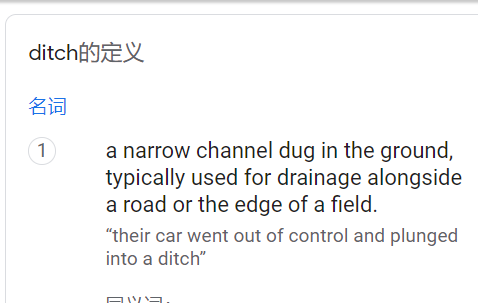 ditch的定义
名词
1
a narrow channel dug in the ground,
typically used for drainage alongside
a road or the edge of a field.
“their car went out of control and plunged
into a ditch”